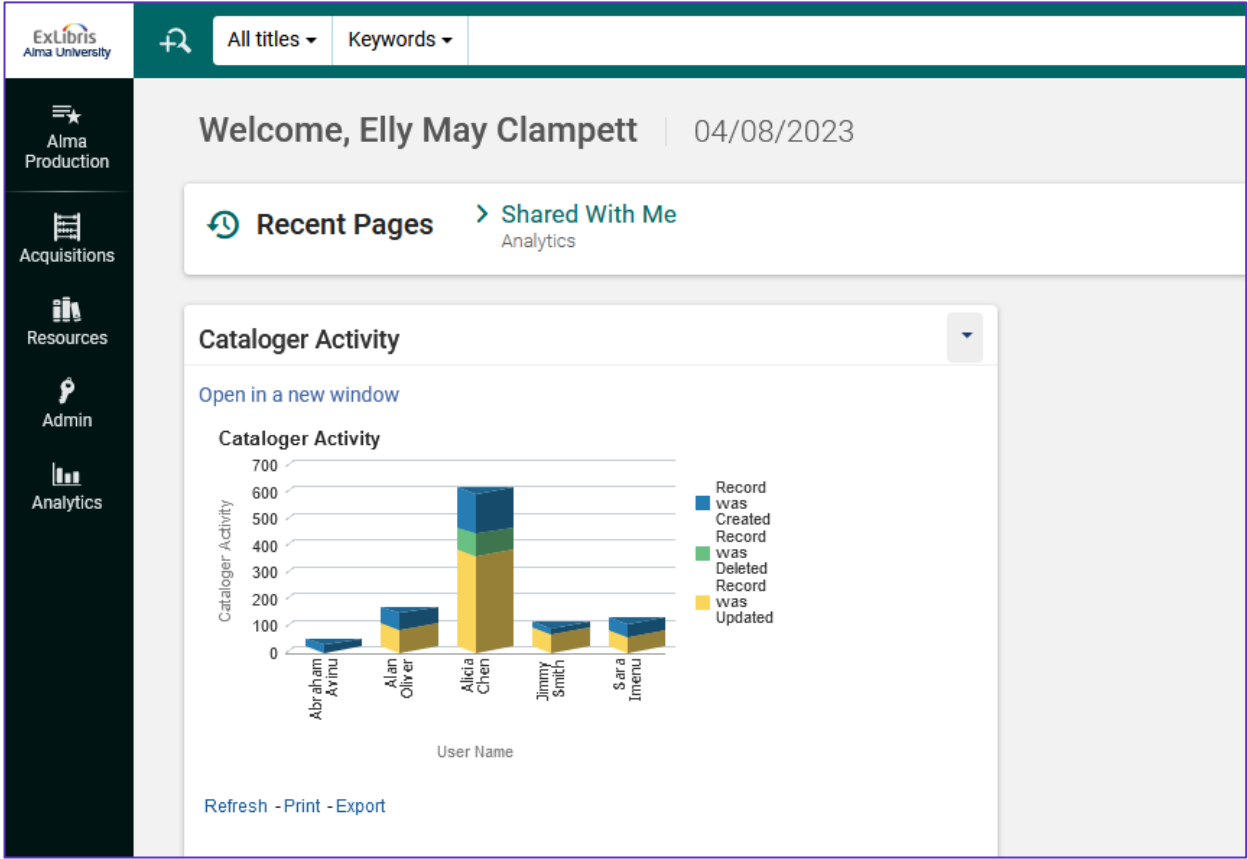 ExLibris
Alma University
All titles
Keywords
Alma
Production
Acquisitions
Resources
Admin
Analytics
Welcome, Elly May Clampett
04/08/2023
Recent Pages
Shared With Me
Analytics
Cataloger Activity
Open in a new window
Cataloger Activity
Cataloger Activity
700
600
500
400
300
200
100
0
Abraham
Avinu
Alan
Oliver
Alicia
Chen
Jimmy
Smith
Sara
Imenu
User Name
Record
was
Created
Record
was
Deleted
Record
was
Updated
Refresh - Print - Export